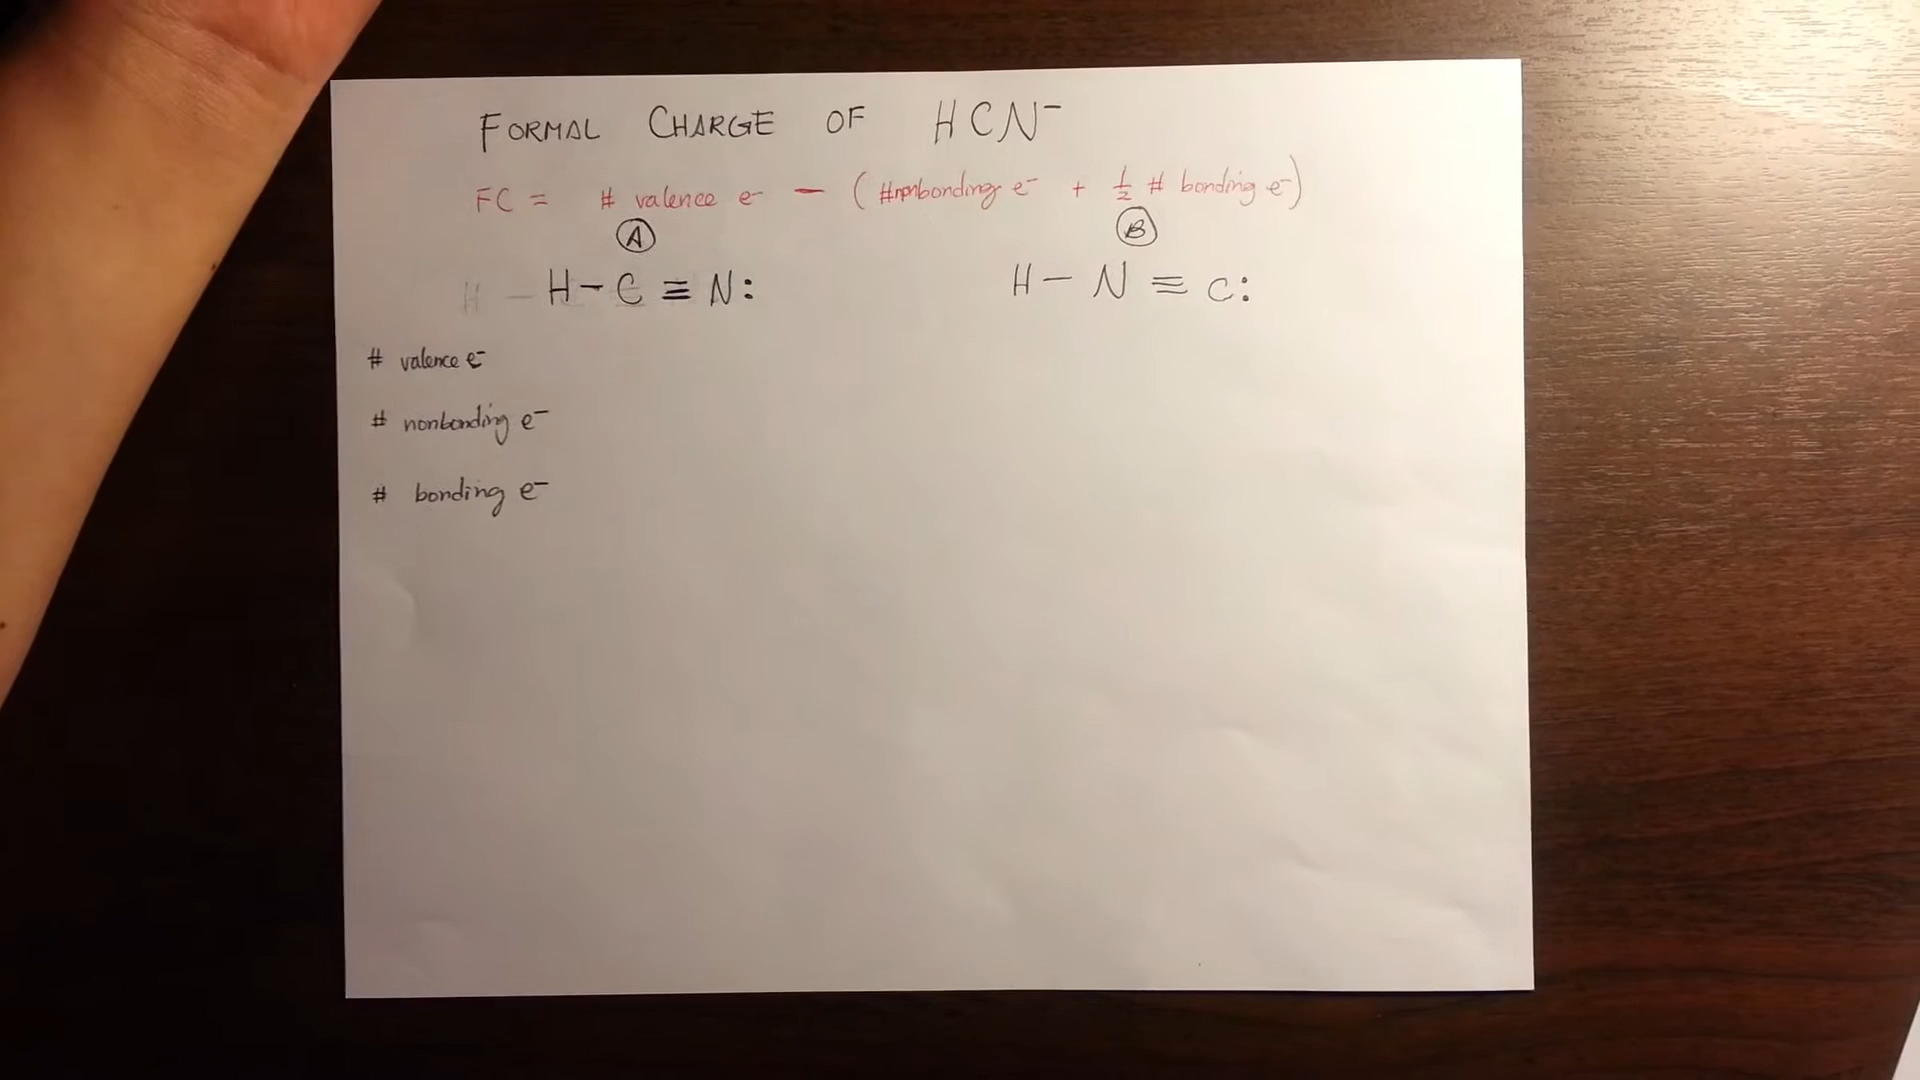 FORMAL CHARGE OF HCN⁻
FC = # valence e⁻ — (#nonbonding e⁻ + ½ # bonding e⁻)
Ⓐ Ⓑ
H - H-C≡N: H-N≡C:
# valence e⁻
# nonbonding e⁻
# bonding e⁻